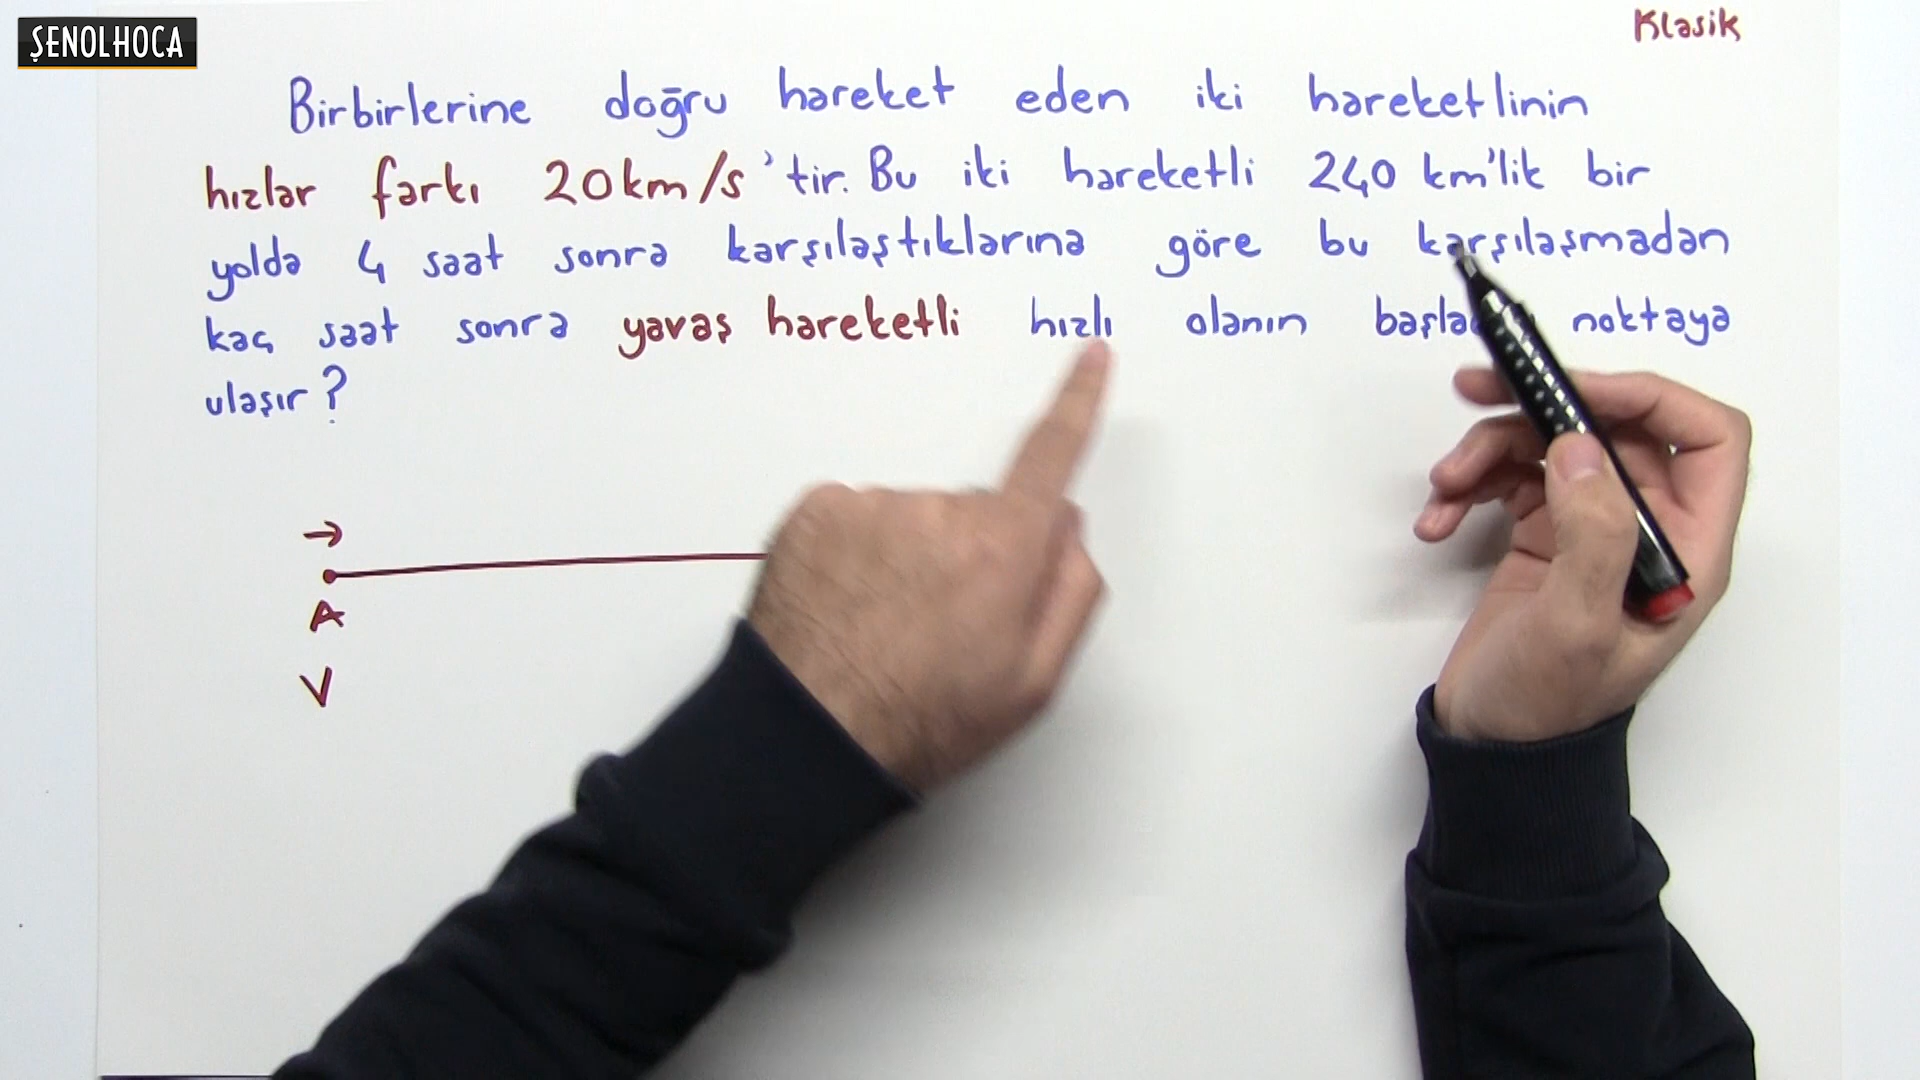 ŞENOLHOCA
Klasik
Birbirlerine doğru hareket eden iki hareketlinin
hızlar farkı 20km/s'tir. Bu iki hareketli 240 km'lik bir
yolda 4 saat sonra karşılaştıklarına göre bu karşılaşmadan
kaç saat sonra yavaş hareketli hızlı olanın noktaya
ulaşır?
A
V